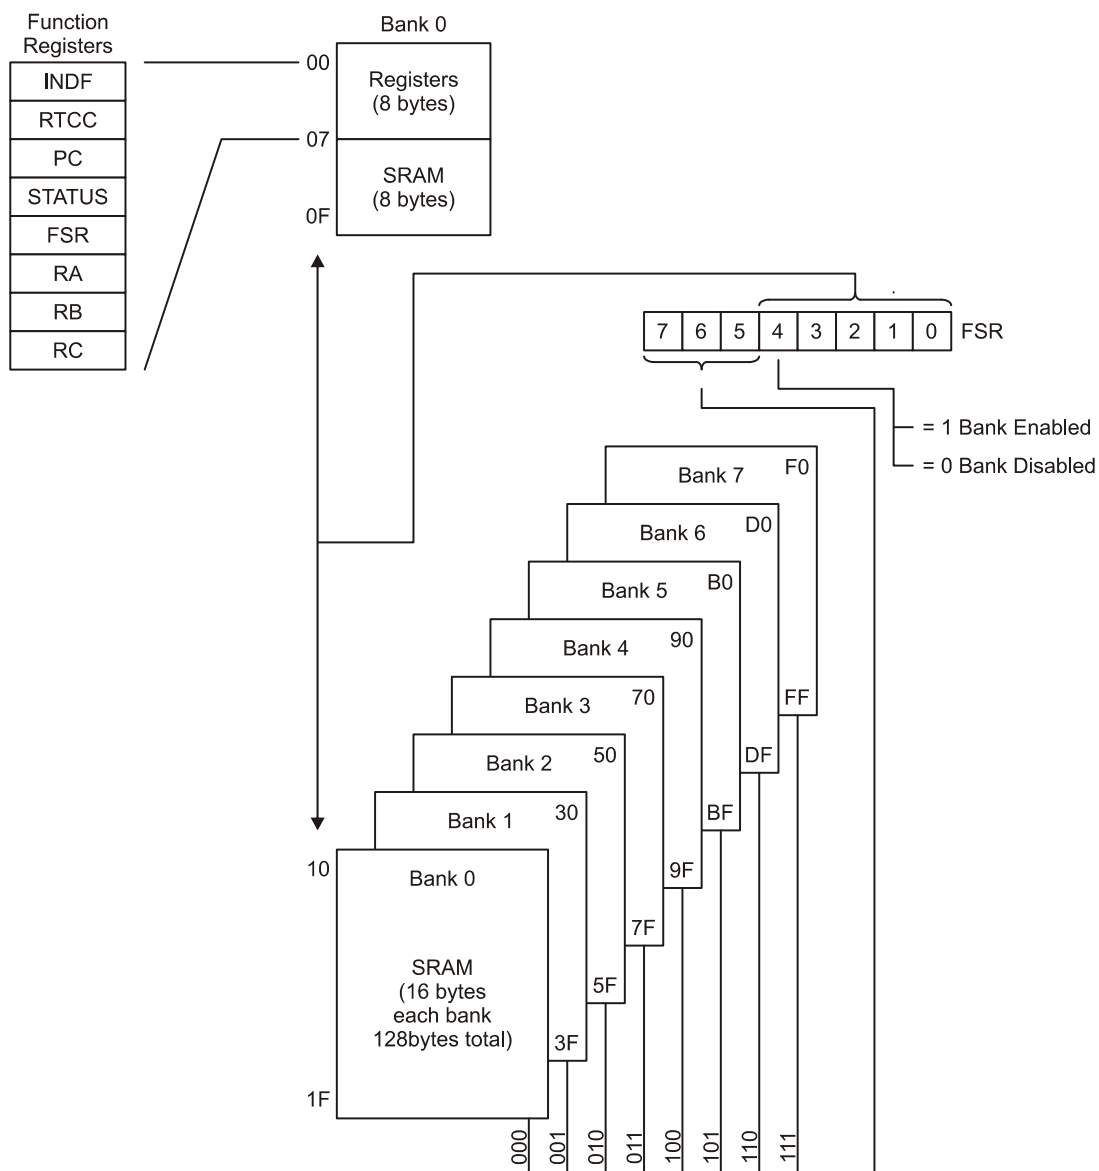 Function
Registers
INDF
RTCC
PC
STATUS
FSR
RA
RB
RC
Bank 0
00
Registers
(8 bytes)
07
SRAM
(8 bytes)
0F
7 6 5 4 3 2 1 0 FSR
= 1 Bank Enabled
= 0 Bank Disabled
Bank 7 F0
FF
Bank 6 D0
DF
Bank 5 B0
BF
Bank 4 90
9F
Bank 3 70
7F
Bank 2 50
5F
Bank 1 30
3F
10
Bank 0
SRAM
(16 bytes
each bank
128bytes total)
1F
000
001
010
011
100
101
110
111